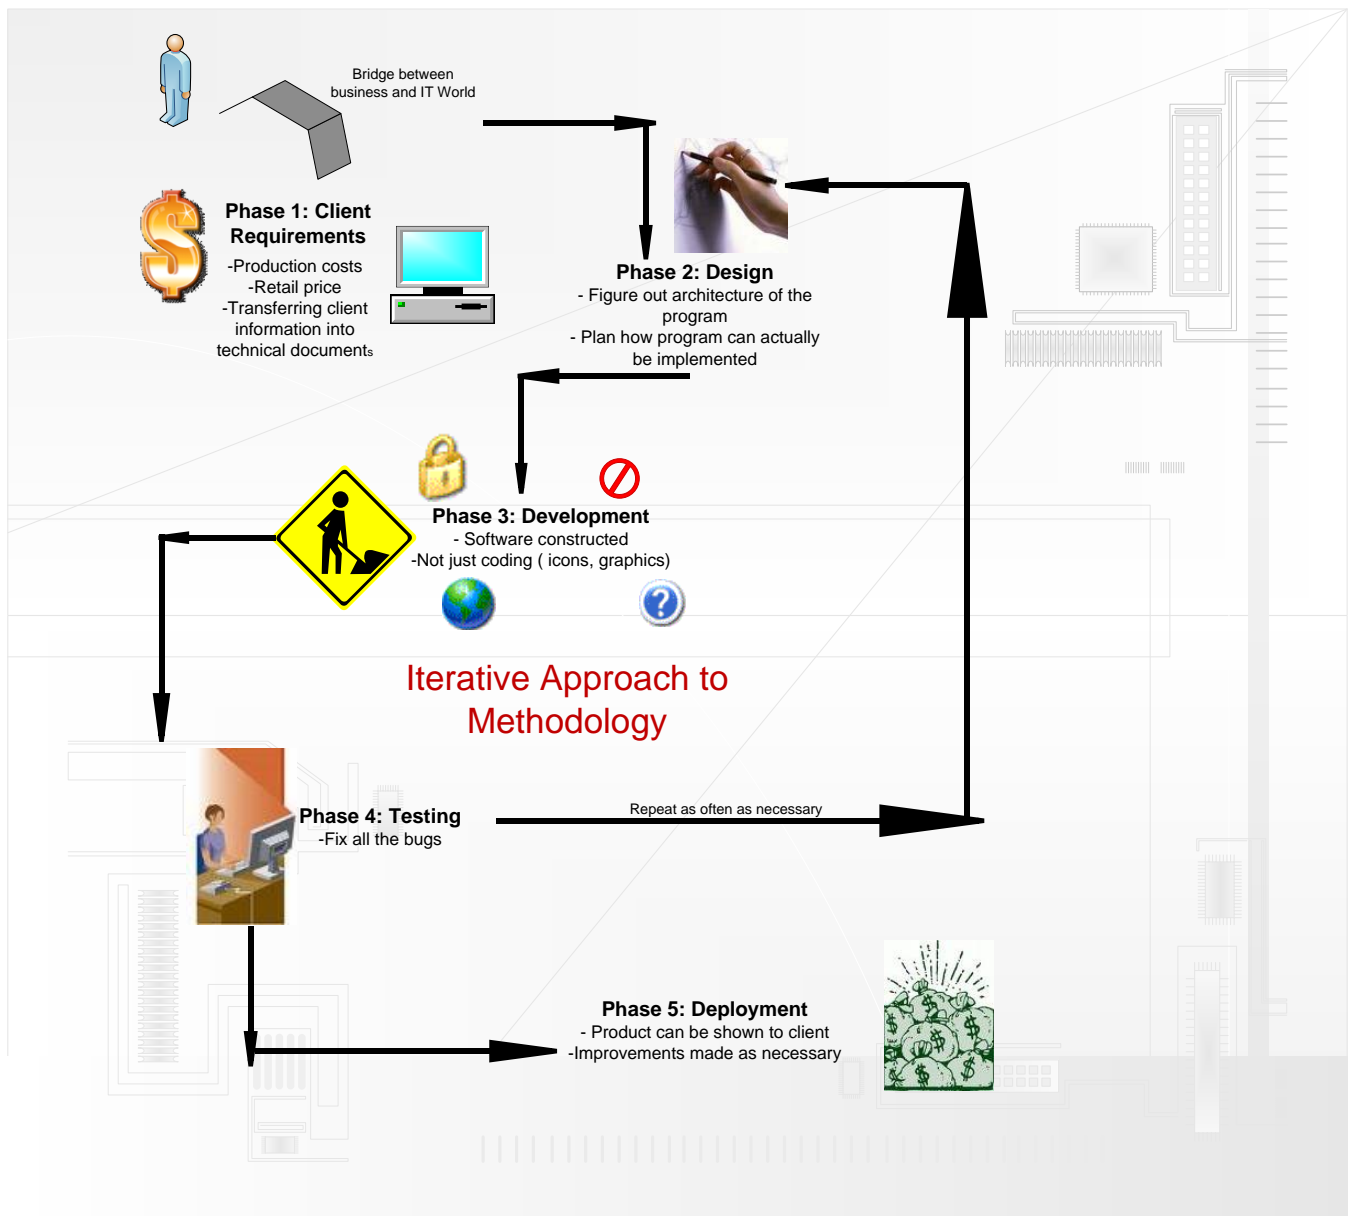 Bridge between
business and IT World
Phase 1: Client
Requirements
-Production costs
-Retail price
-Transferring client
information into
technical documents
Phase 2: Design
- Figure out architecture of the
program
- Plan how program can actually
be implemented
Phase 3: Development
- Software constructed
-Not just coding ( icons, graphics)
Iterative Approach to
Methodology
Phase 4: Testing
-Fix all the bugs
Repeat as often as necessary
Phase 5: Deployment
- Product can be shown to client
-Improvements made as necessary